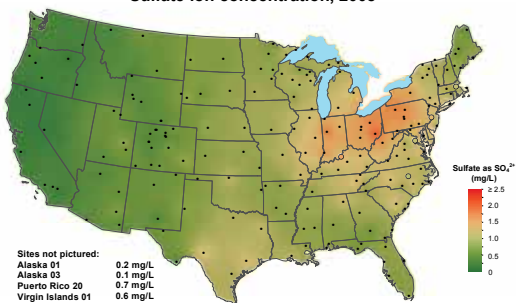 Sulfate as SO₄²⁻
(mg/L)
≥ 2.5
2.0
1.5
1.0
0.5
0
Sites not pictured:
Alaska 01 0.2 mg/L
Alaska 03 0.1 mg/L
Puerto Rico 20 0.7 mg/L
Virgin Islands 01 0.6 mg/L